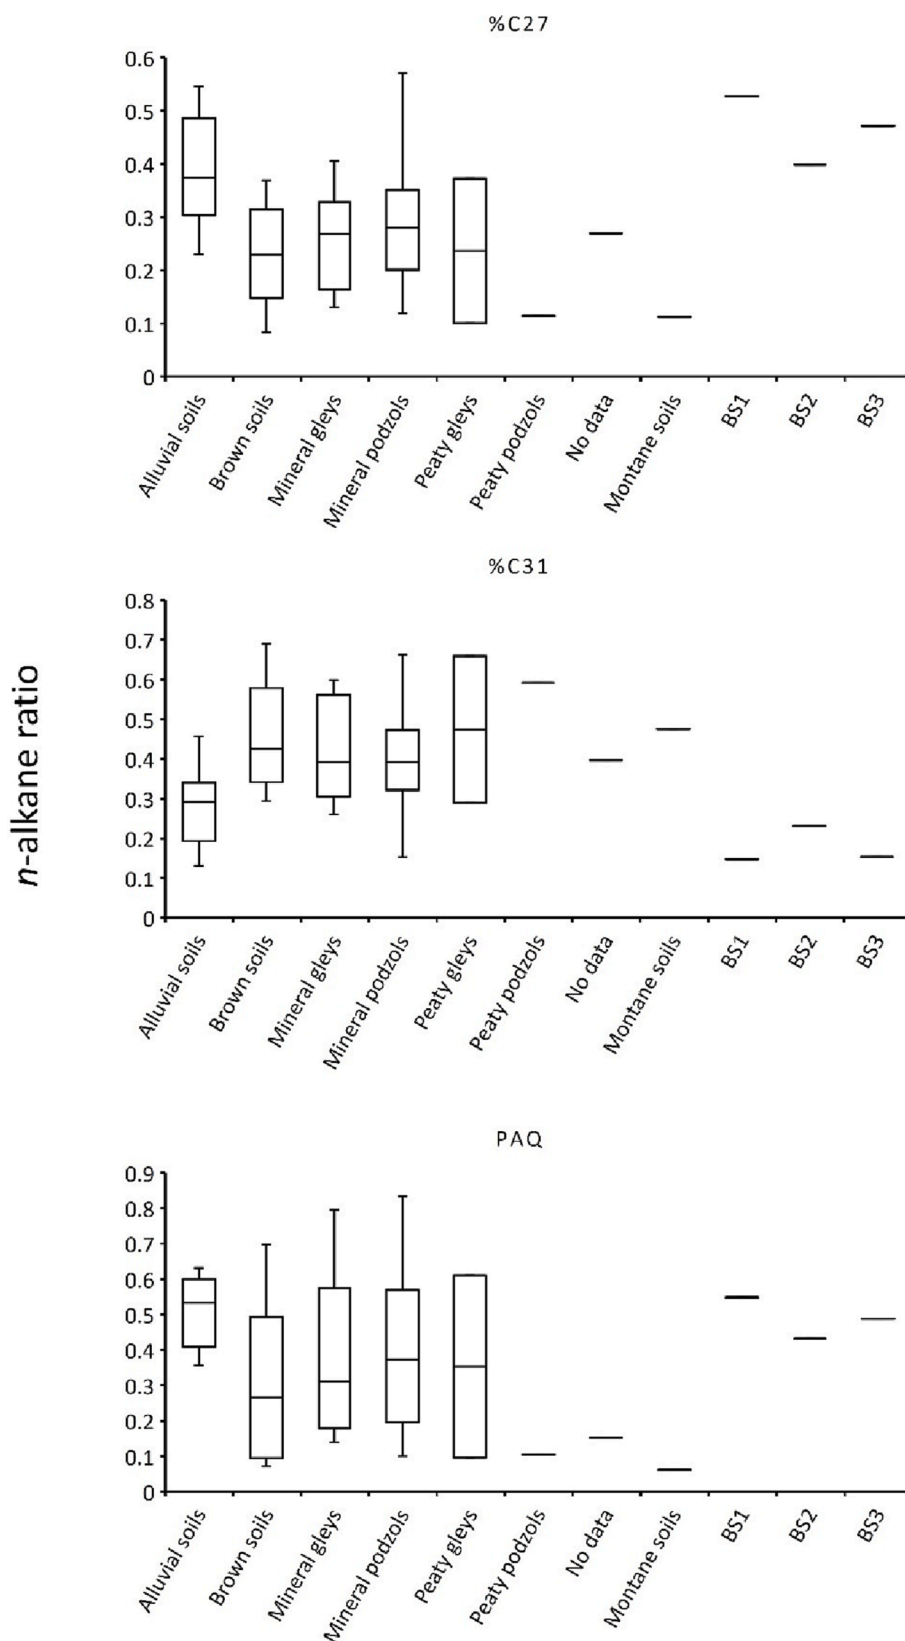 %C27
0.6
0.5
0.4
0.3
0.2
0.1
0
Alluvial soils
Brown soils
Mineral gleys
Mineral podzols
Peaty gleys
Peaty podzols
No data
Montane soils
BS1
BS2
BS3
n-alkane ratio
%C31
0.8
0.7
0.6
0.5
0.4
0.3
0.2
0.1
0
Alluvial soils
Brown soils
Mineral gleys
Mineral podzols
Peaty gleys
Peaty podzols
No data
Montane soils
BS1
BS2
BS3
PAQ
0.9
0.8
0.7
0.6
0.5
0.4
0.3
0.2
0.1
0
Alluvial soils
Brown soils
Mineral gleys
Mineral podzols
Peaty gleys
Peaty podzols
No data
Montane soils
BS1
BS2
BS3